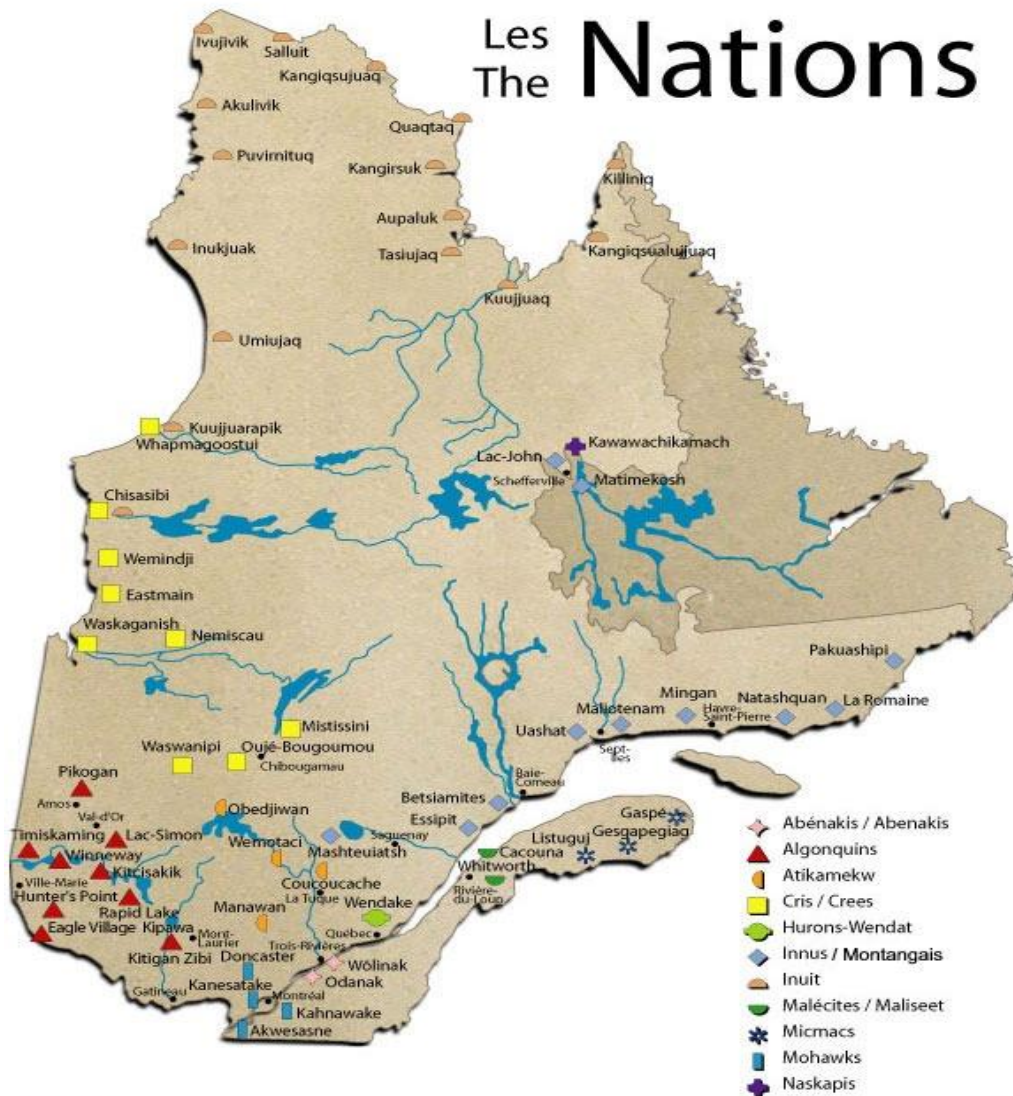 Les
The
Nations
Ivujivik
Salluit
Kangiqsujuaq
Akulivik
Quaqtaq
Puvirnituq
Kangirsuk
Killiniq
Aupaluk
Inukjuak
Tasiujaq
Kangiqsualujjuaq
Kuujjuaq
Umiujaq
Kuujjuarapik
Whapmagoostui
Kawawachikamach
Lac-John
Schefferville
Matimekosh
Chisasibi
Wemindji
Eastmain
Waskaganish
Nemiscau
Pakuashipi
Mingan
Natashquan
La Romaine
Maliotenam
Havre-
Saint-Pierre
Uashat
Sept-
Iles
Mistissini
Waswanipi
Oujé-Bougoumou
Chibougamau
Pikogan
Amos
Val-d'Or
Baie-
Comeau
Betsiamites
Obedjiwan
Essipit
Gaspé
Gesgapegiag
Listuguj
Timiskaming
Lac-Simon
Wemotaci
Saguenay
Mashteuiatsh
Cacouna
Winneway
Kitcisakik
Whitworth
Ville-Marie
Coucoucache
La Tuque
Rivière-
du-Loup
Hunter's Point
Rapid Lake
Manawan
Wendake
Eagle Village
Kipawa
Mont-
Laurier
Québec
Trois-Rivières
Kitigan Zibi
Doncaster
Wôlinak
Kanesatake
Odanak
Gatineau
Montréal
Kahnawake
Akwesasne
Abénakis / Abenakis
Algonquins
Atikamekw
Cris / Crees
Hurons-Wendat
Innus / Montangais
Inuit
Malécites / Maliseet
Micmacs
Mohawks
Naskapis